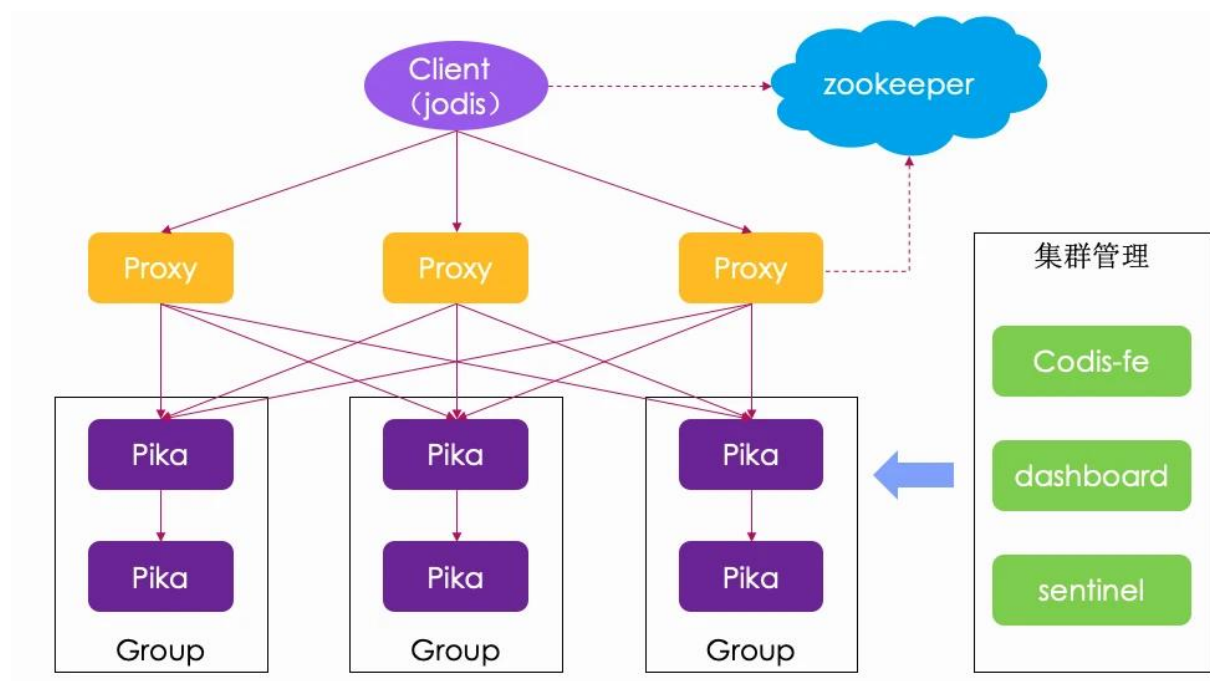 Client
（jodis）
zookeeper
Proxy
Proxy
Proxy
集群管理
Codis-fe
Pika
Pika
Pika
dashboard
Pika
Pika
Pika
sentinel
Group
Group
Group